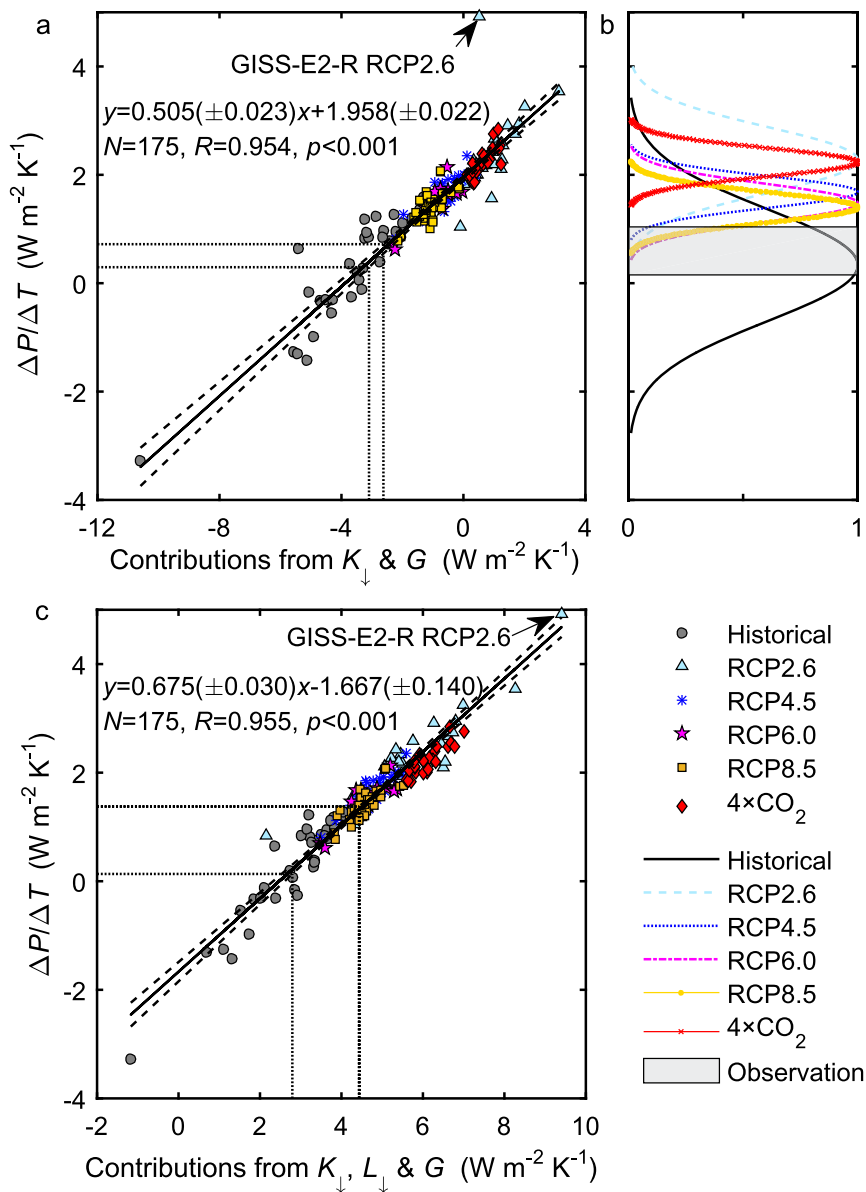 a
GISS-E2-R RCP2.6
y=0.505(±0.023)x+1.958(±0.022)
N=175, R=0.954, p<0.001
4
2
0
-2
-4
ΔP/ΔT (W m⁻² K⁻¹)
-12 -8 -4 0 4
Contributions from K↓ & G (W m⁻² K⁻¹)
b
0 1
c
GISS-E2-R RCP2.6
y=0.675(±0.030)x-1.667(±0.140)
N=175, R=0.955, p<0.001
4
2
0
-2
-4
ΔP/ΔT (W m⁻² K⁻¹)
-2 0 2 4 6 8 10
Contributions from K↓, L↓ & G (W m⁻² K⁻¹)
Historical
RCP2.6
RCP4.5
RCP6.0
RCP8.5
4×CO₂
Historical
RCP2.6
RCP4.5
RCP6.0
RCP8.5
4×CO₂
Observation